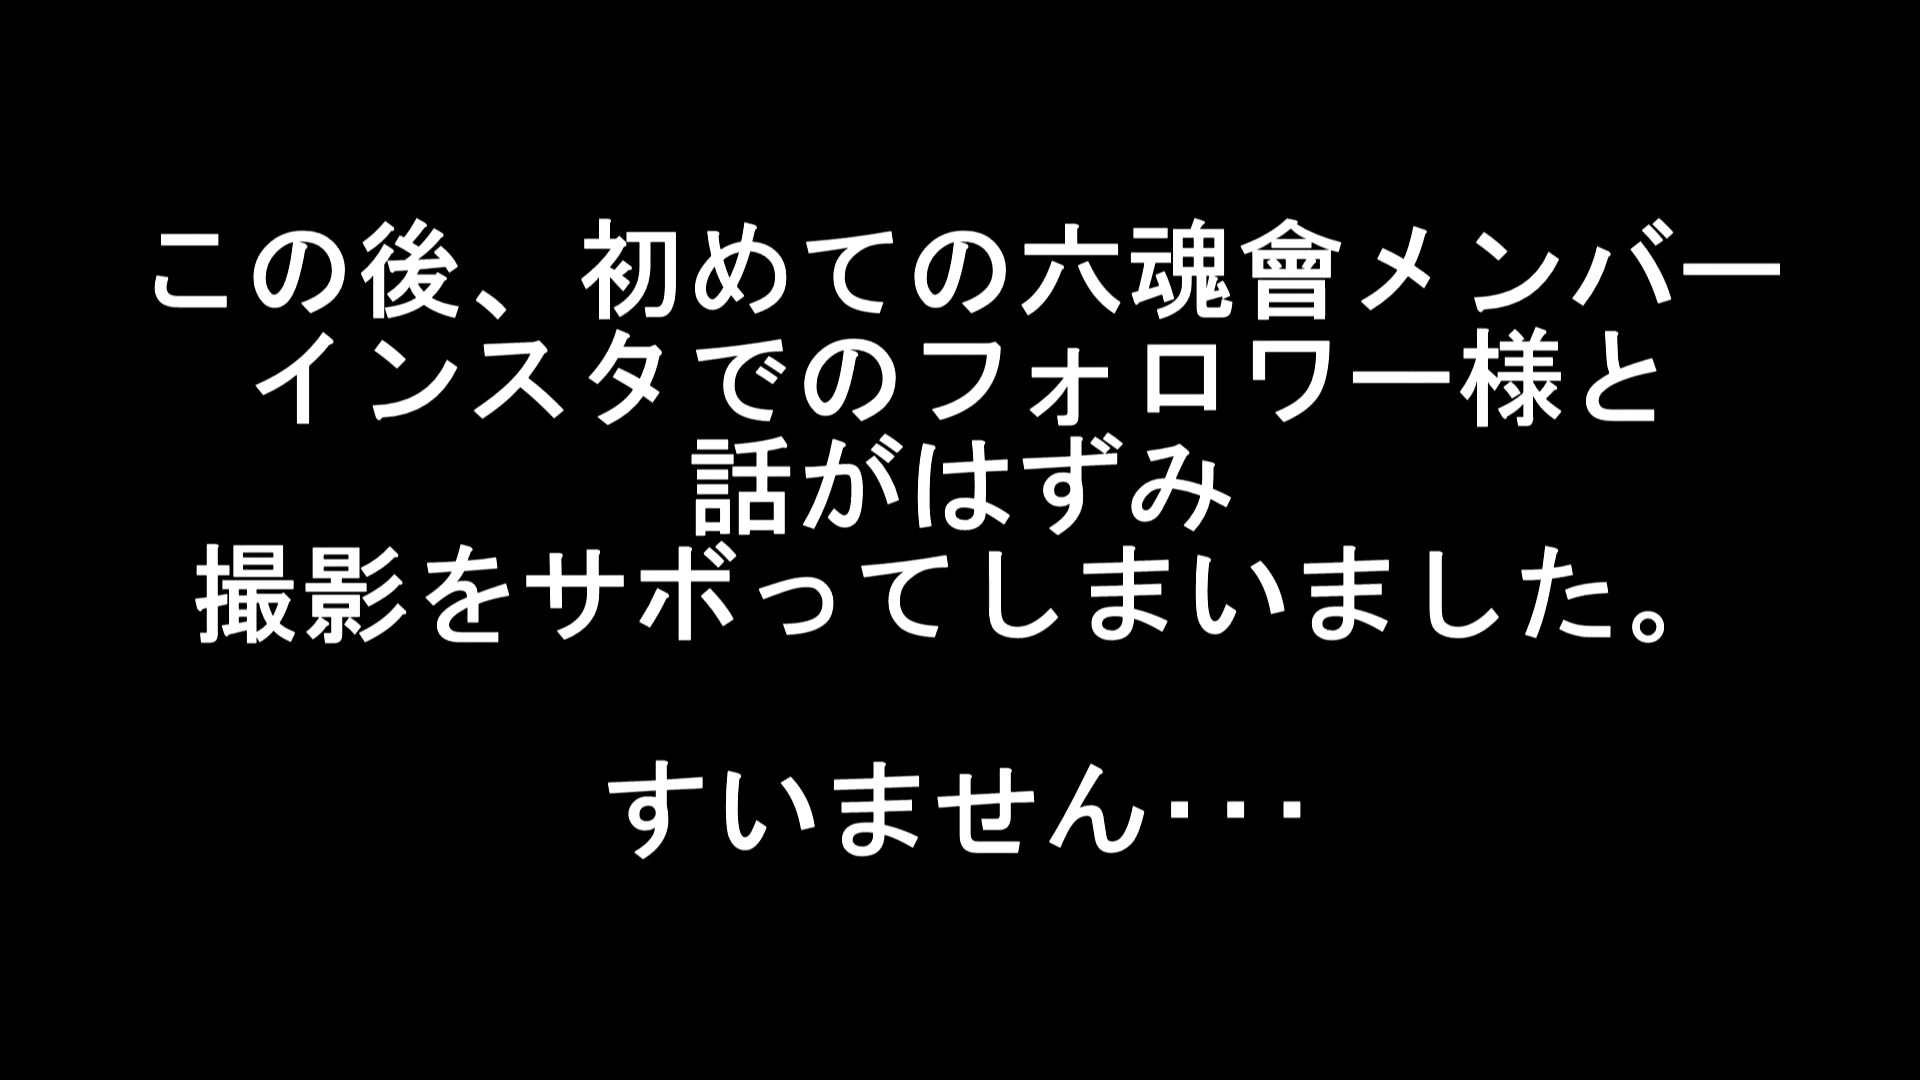 この後、初めての六魂會メンバー
インスタでのフォロワー様と
話がはずみ
撮影をサボってしまいました。
すいません･･･